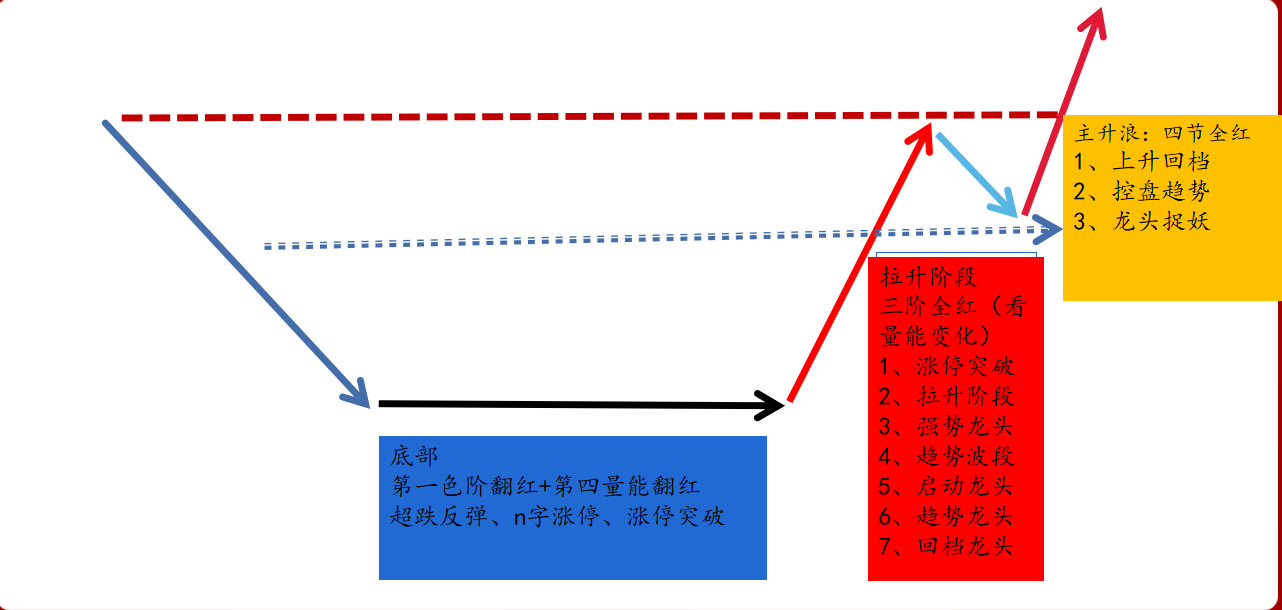 主升浪：四节全红
1、上升回档
2、控盘趋势
3、龙头捉妖
拉升阶段
三阶全红（看
量能变化）
1、涨停突破
2、拉升阶段
3、强势龙头
4、趋势波段
5、启动龙头
6、趋势龙头
7、回档龙头
底部
第一色阶翻红+第四量能翻红
超跌反弹、n字涨停、涨停突破